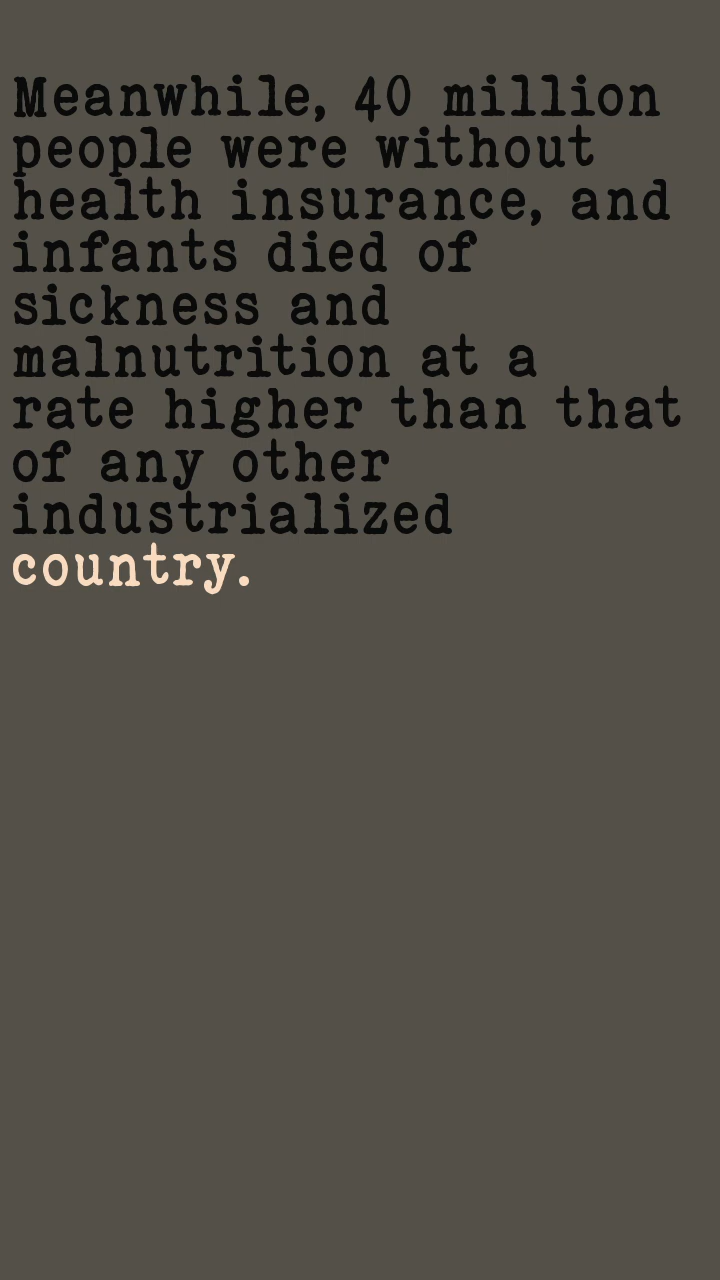 Meanwhile, 40 million
people were without
health insurance, and
infants died of
sickness and
malnutrition at a
rate higher than that
of any other
industrialized
country.